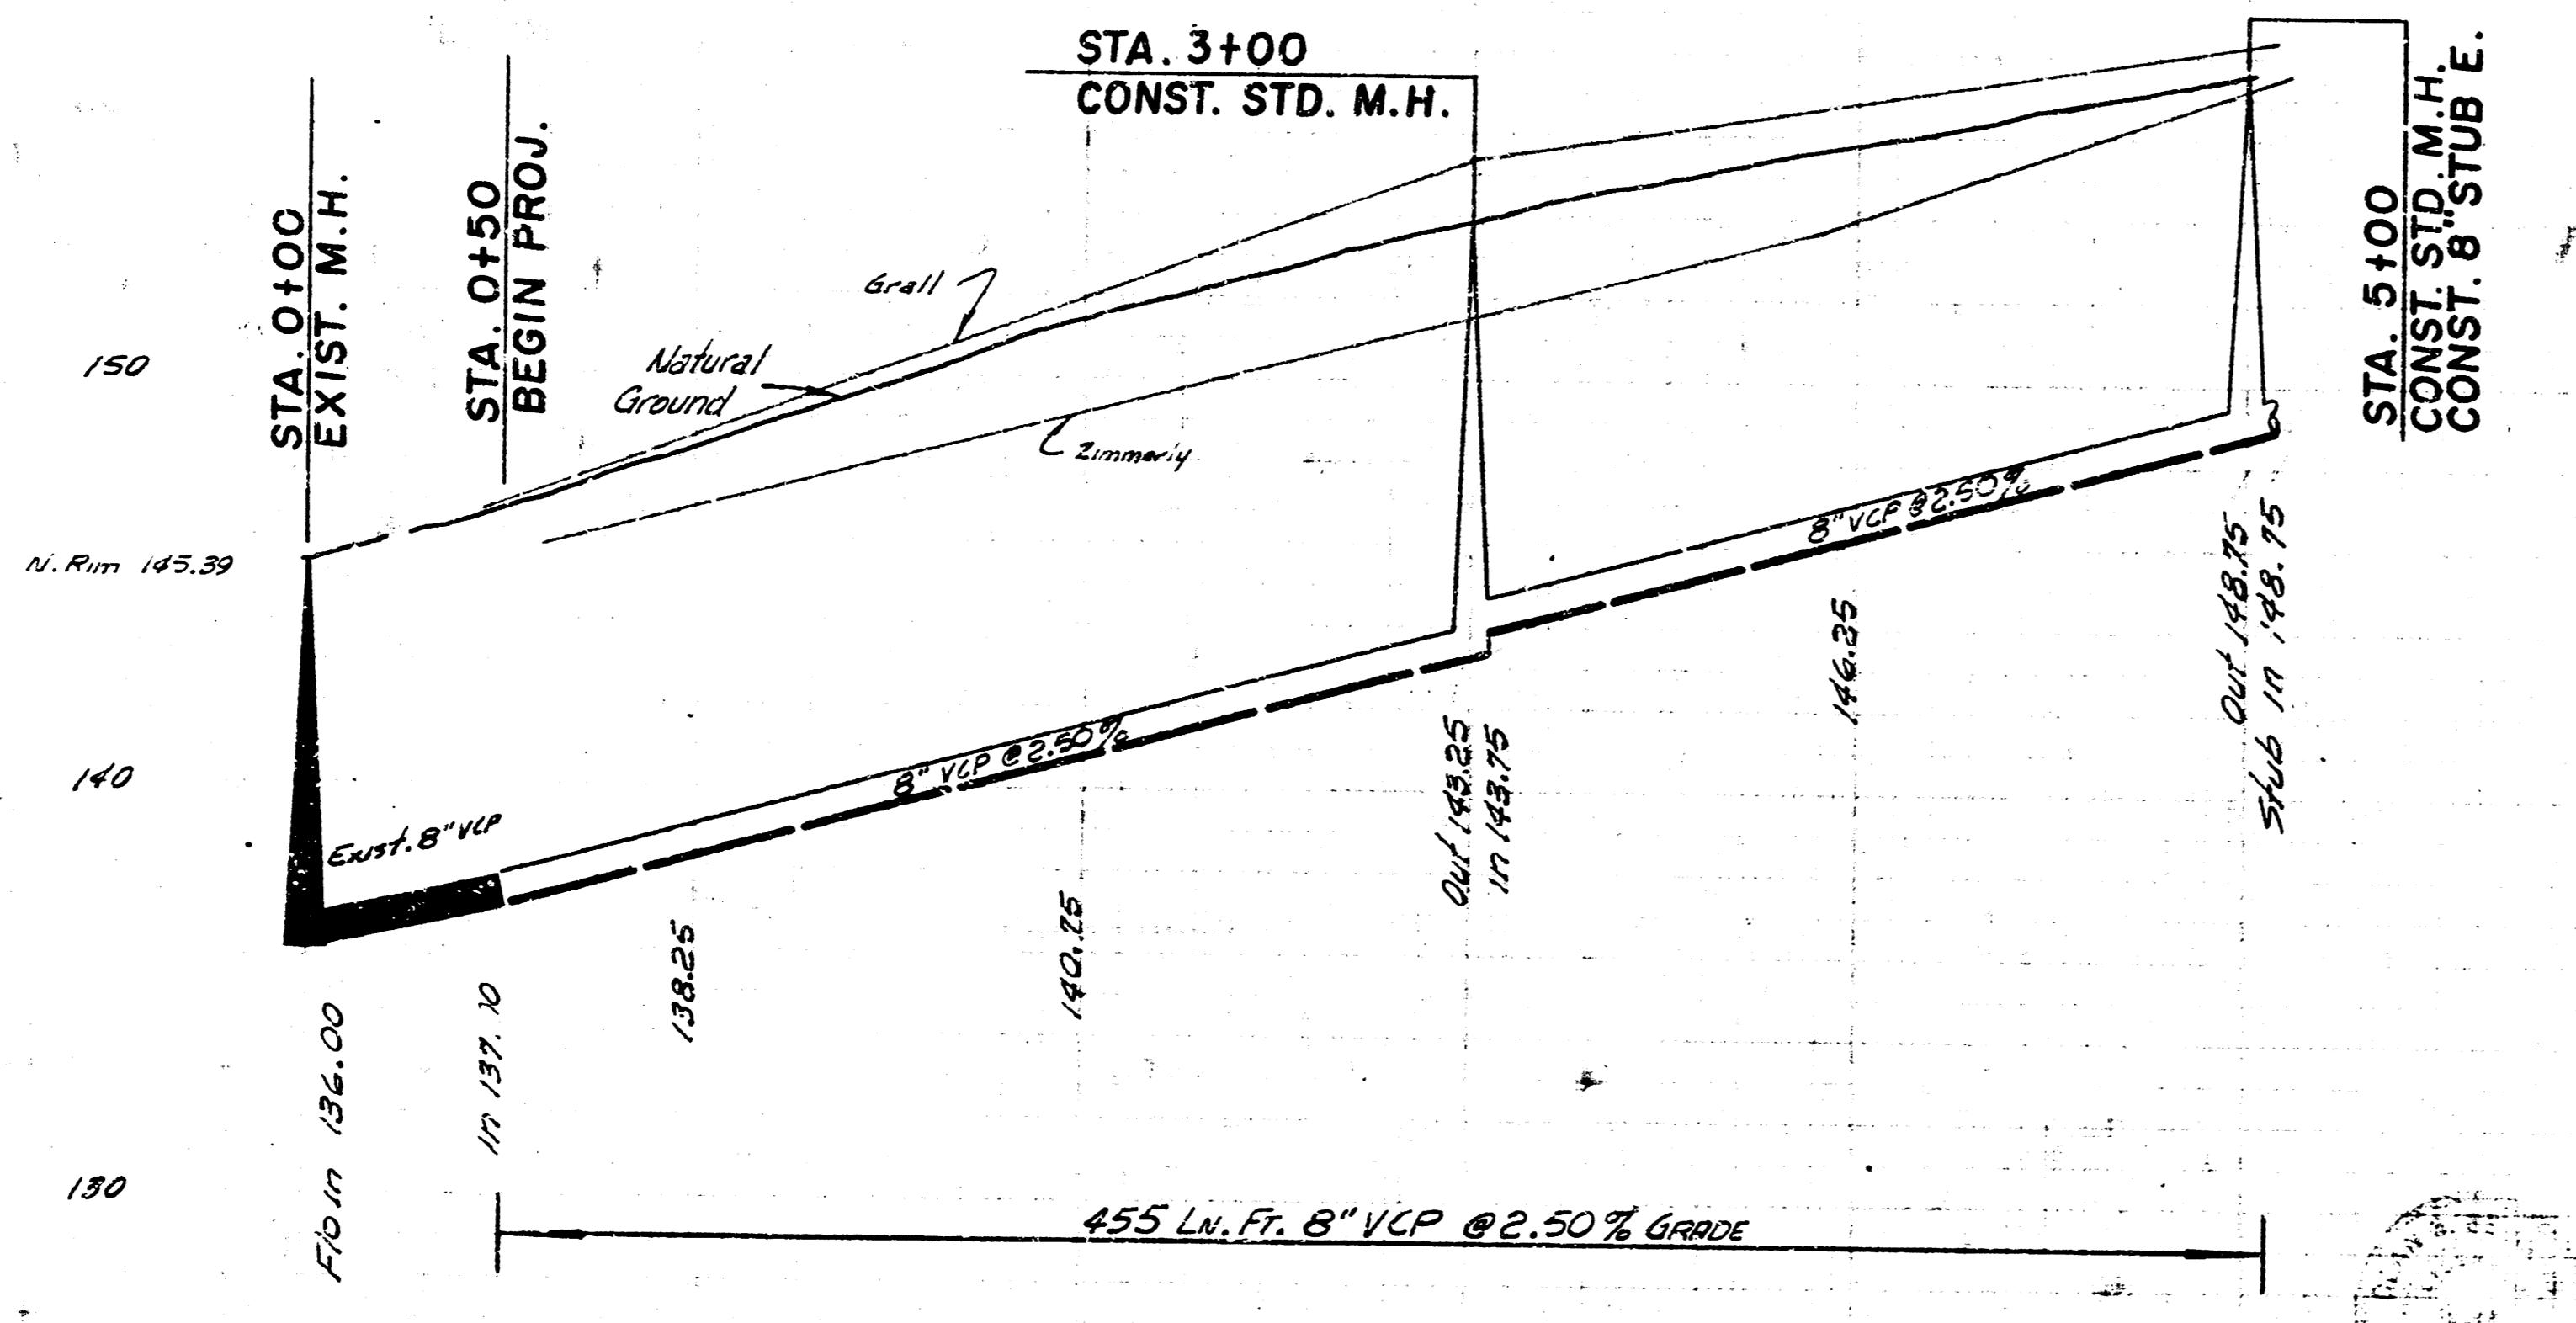 STA. 3+00
CONST. STD. M.H.
STA. 0+00
EXIST. M.H.
STA. 0+50
BEGIN PROJ.
STA. 5+00
CONST. STD. M.H.
CONST. 8" STUB E.
150
Grall
Natural
Ground
Zimmerly
N. Rim 145.39
8" VCP @ 2.50%
140
8" VCP @ 2.50%
Exist. 8" VCP
Flo in 136.00
In 137.10
138.25
140.75
Out 143.25
In 143.75
146.25
Out 148.75
Stub in 148.75
130
455 LN. FT. 8" VCP @ 2.50% GRADE